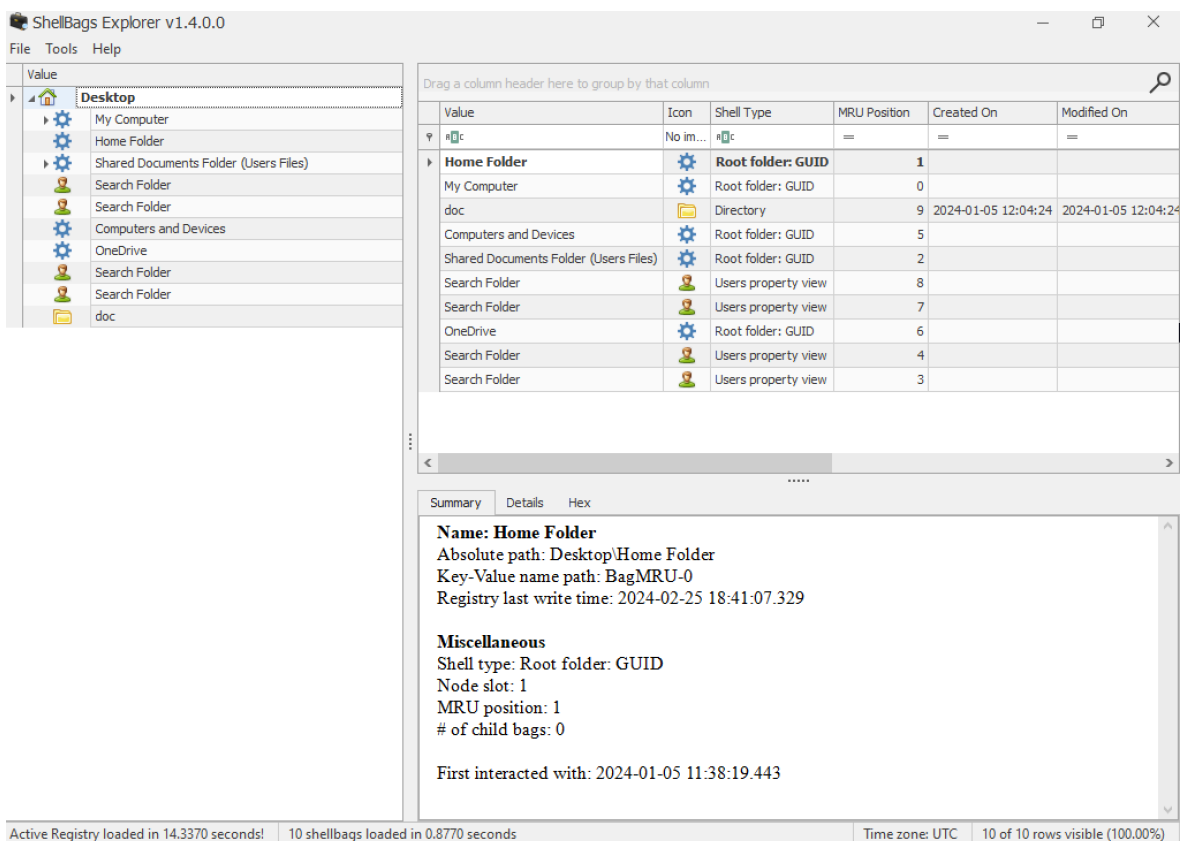 ShellBags Explorer v1.4.0.0
File Tools Help
Value
Desktop
My Computer
Home Folder
Shared Documents Folder (Users Files)
Search Folder
Search Folder
Computers and Devices
OneDrive
Search Folder
Search Folder
doc
Drag a column header here to group by that column
Value Icon Shell Type MRU Position Created On Modified On
No im... = = =
Home Folder Root folder: GUID 1
My Computer Root folder: GUID 0
doc Directory 9 2024-01-05 12:04:24 2024-01-05 12:04:24
Computers and Devices Root folder: GUID 5
Shared Documents Folder (Users Files) Root folder: GUID 2
Search Folder Users property view 8
Search Folder Users property view 7
OneDrive Root folder: GUID 6
Search Folder Users property view 4
Search Folder Users property view 3
Summary Details Hex
Name: Home Folder
Absolute path: Desktop\Home Folder
Key-Value name path: BagMRU-0
Registry last write time: 2024-02-25 18:41:07.329
Miscellaneous
Shell type: Root folder: GUID
Node slot: 1
MRU position: 1
# of child bags: 0
First interacted with: 2024-01-05 11:38:19.443
Active Registry loaded in 14.3370 seconds! 10 shellbags loaded in 0.8770 seconds Time zone: UTC 10 of 10 rows visible (100.00%)